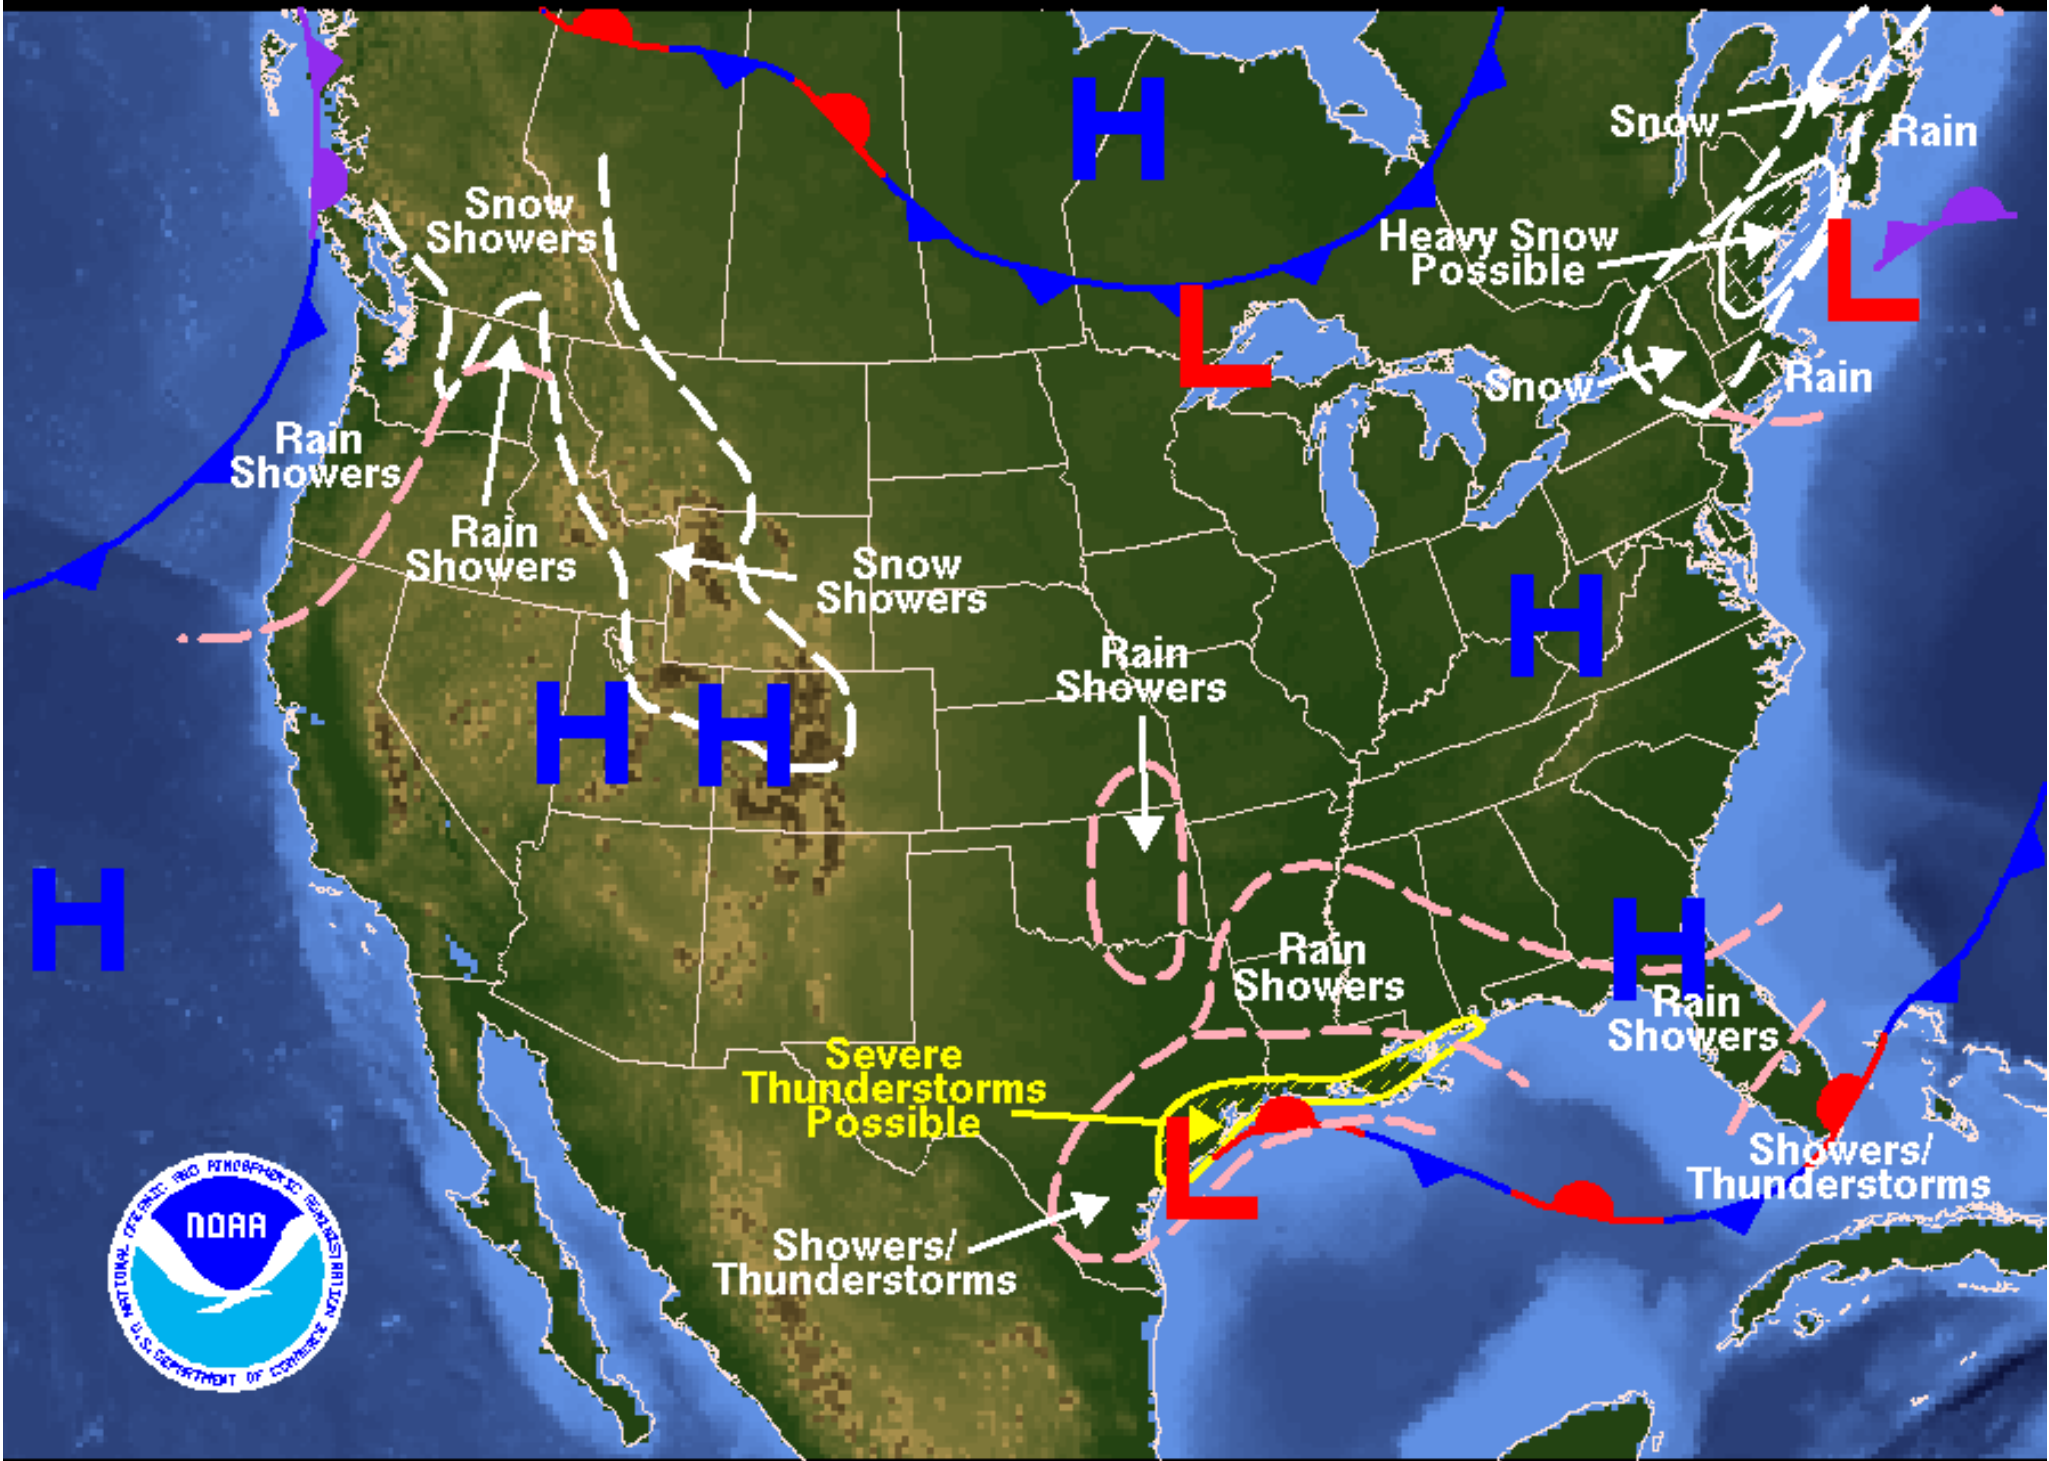 H
Snow
Rain
Snow
Showers
Heavy Snow
Possible
L
L
Snow
Rain
Rain
Showers
Rain
Showers
Snow
Showers
H
Rain
Showers
H
H
H
H
Rain
Showers
Rain
Showers
Severe
Thunderstorms
Possible
L
Showers/
Thunderstorms
Showers/
Thunderstorms
NATIONAL OCEANIC AND ATMOSPHERIC ADMINISTRATION
NOAA
U.S. DEPARTMENT OF COMMERCE